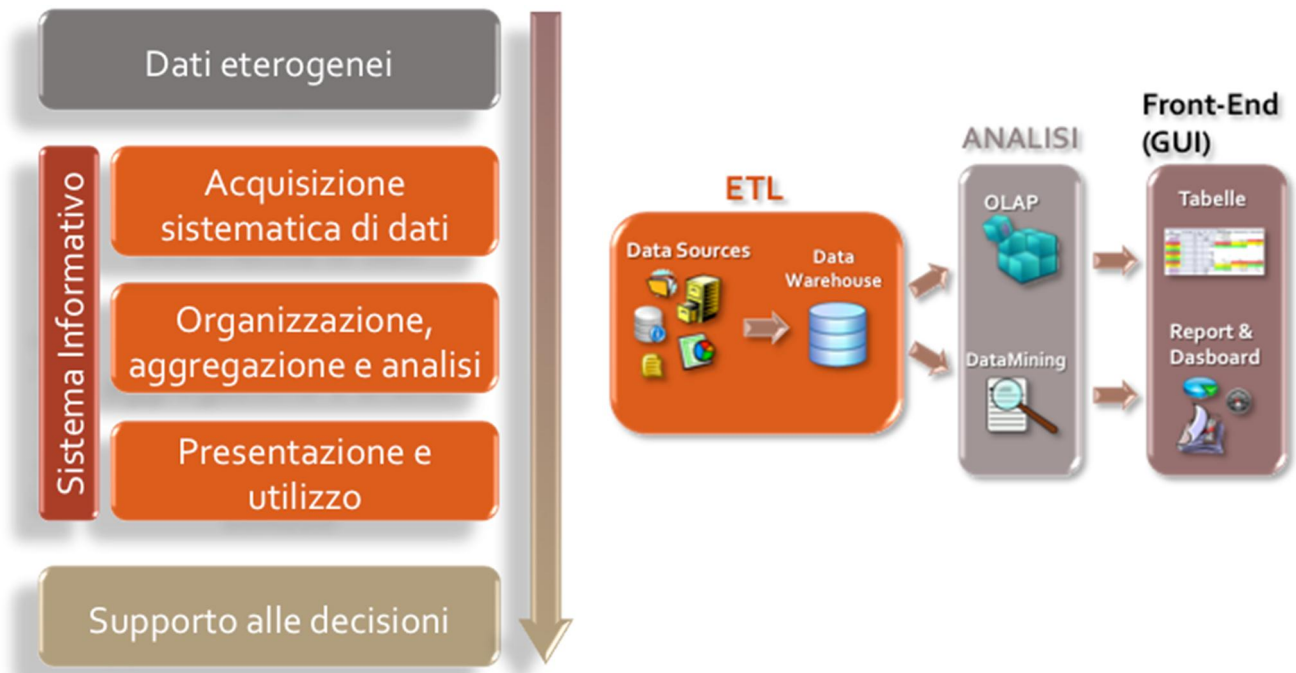 Dati eterogenei
Sistema Informativo
Acquisizione
sistematica di dati
Organizzazione,
aggregazione e analisi
Presentazione e
utilizzo
Supporto alle decisioni
ETL
Data Sources
Data
Warehouse
ANALISI
OLAP
DataMining
Front-End
(GUI)
Tabelle
Report &
Dasboard